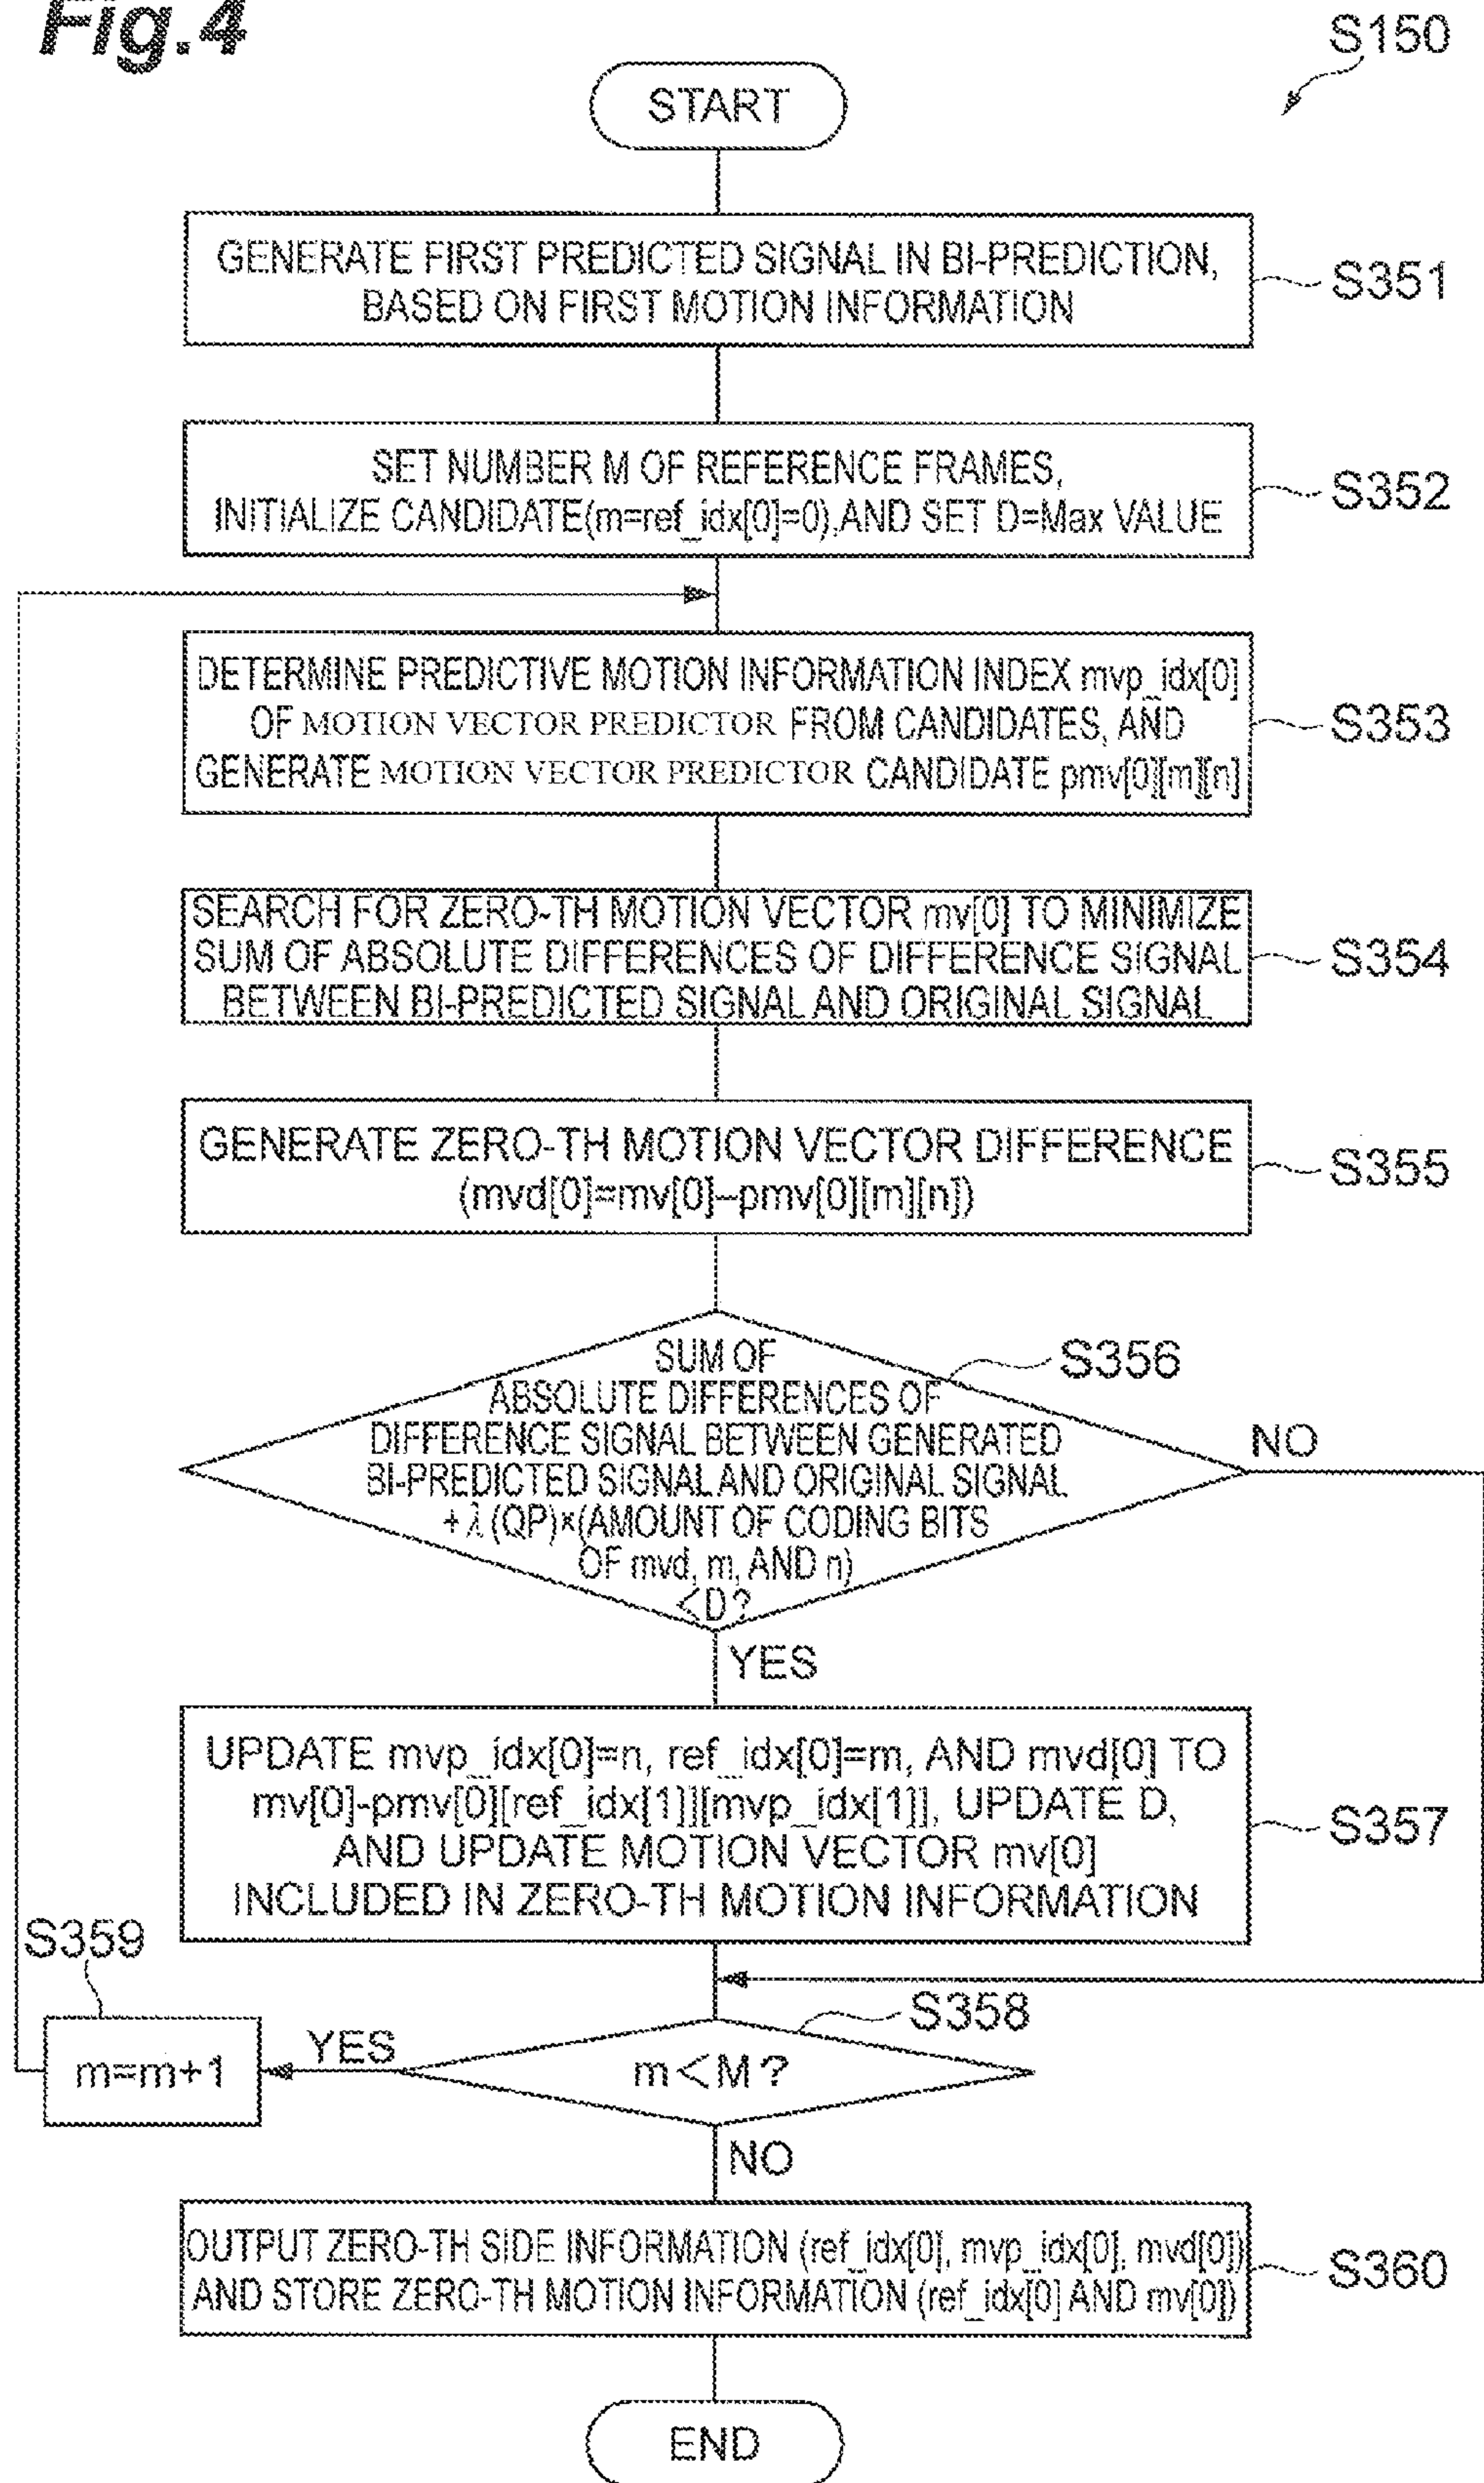 Fig.4
S150
START
GENERATE FIRST PREDICTED SIGNAL IN BI-PREDICTION,
BASED ON FIRST MOTION INFORMATION
S351
SET NUMBER M OF REFERENCE FRAMES,
INITIALIZE CANDIDATE(m=ref_idx[0]=0),AND SET D=Max VALUE
S352
DETERMINE PREDICTIVE MOTION INFORMATION INDEX mvp_idx[0]
OF MOTION VECTOR PREDICTOR FROM CANDIDATES, AND
GENERATE MOTION VECTOR PREDICTOR CANDIDATE pmv[0][m][n]
S353
SEARCH FOR ZERO-TH MOTION VECTOR mv[0] TO MINIMIZE
SUM OF ABSOLUTE DIFFERENCES OF DIFFERENCE SIGNAL
BETWEEN BI-PREDICTED SIGNAL AND ORIGINAL SIGNAL
S354
GENERATE ZERO-TH MOTION VECTOR DIFFERENCE
(mvd[0]=mv[0]–pmv[0][m][n])
S355
SUM OF
ABSOLUTE DIFFERENCES OF
DIFFERENCE SIGNAL BETWEEN GENERATED
BI-PREDICTED SIGNAL AND ORIGINAL SIGNAL
+λ(QP)×(AMOUNT OF CODING BITS
OF mvd, m, AND n)
<D?
S356
NO
YES
UPDATE mvp_idx[0]=n, ref_idx[0]=m, AND mvd[0] TO
mv[0]-pmv[0][ref_idx[1]][mvp_idx[1]], UPDATE D,
AND UPDATE MOTION VECTOR mv[0]
INCLUDED IN ZERO-TH MOTION INFORMATION
S357
S359
m=m+1
YES
m<M?
S358
NO
OUTPUT ZERO-TH SIDE INFORMATION (ref_idx[0], mvp_idx[0], mvd[0])
AND STORE ZERO-TH MOTION INFORMATION (ref_idx[0] AND mv[0])
S360
END